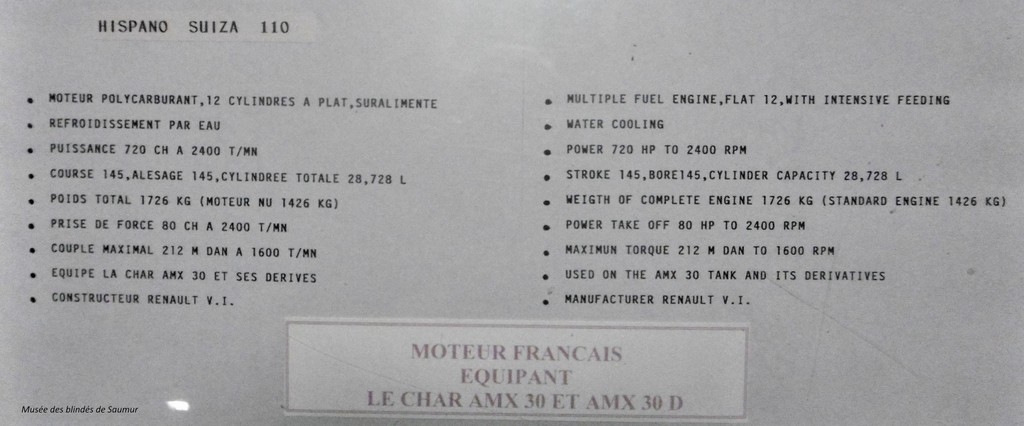 HISPANO SUIZA 110
• MOTEUR POLYCARBURANT,12 CYLINDRES A PLAT,SURALIMENTE
• REFROIDISSEMENT PAR EAU
• PUISSANCE 720 CH A 2400 T/MN
• COURSE 145,ALESAGE 145,CYLINDREE TOTALE 28,728 L
• POIDS TOTAL 1726 KG (MOTEUR NU 1426 KG)
• PRISE DE FORCE 80 CH A 2400 T/MN
• COUPLE MAXIMAL 212 M DAN A 1600 T/MN
• EQUIPE LA CHAR AMX 30 ET SES DERIVES
• CONSTRUCTEUR RENAULT V.I.
• MULTIPLE FUEL ENGINE,FLAT 12,WITH INTENSIVE FEEDING
• WATER COOLING
• POWER 720 HP TO 2400 RPM
• STROKE 145,BORE145,CYLINDER CAPACITY 28,728 L
• WEIGTH OF COMPLETE ENGINE 1726 KG (STANDARD ENGINE 1426 KG)
• POWER TAKE OFF 80 HP TO 2400 RPM
• MAXIMUN TORQUE 212 M DAN TO 1600 RPM
• USED ON THE AMX 30 TANK AND ITS DERIVATIVES
• MANUFACTURER RENAULT V.I.
MOTEUR FRANCAIS
EQUIPANT
LE CHAR AMX 30 ET AMX 30 D
Musée des blindés de Saumur